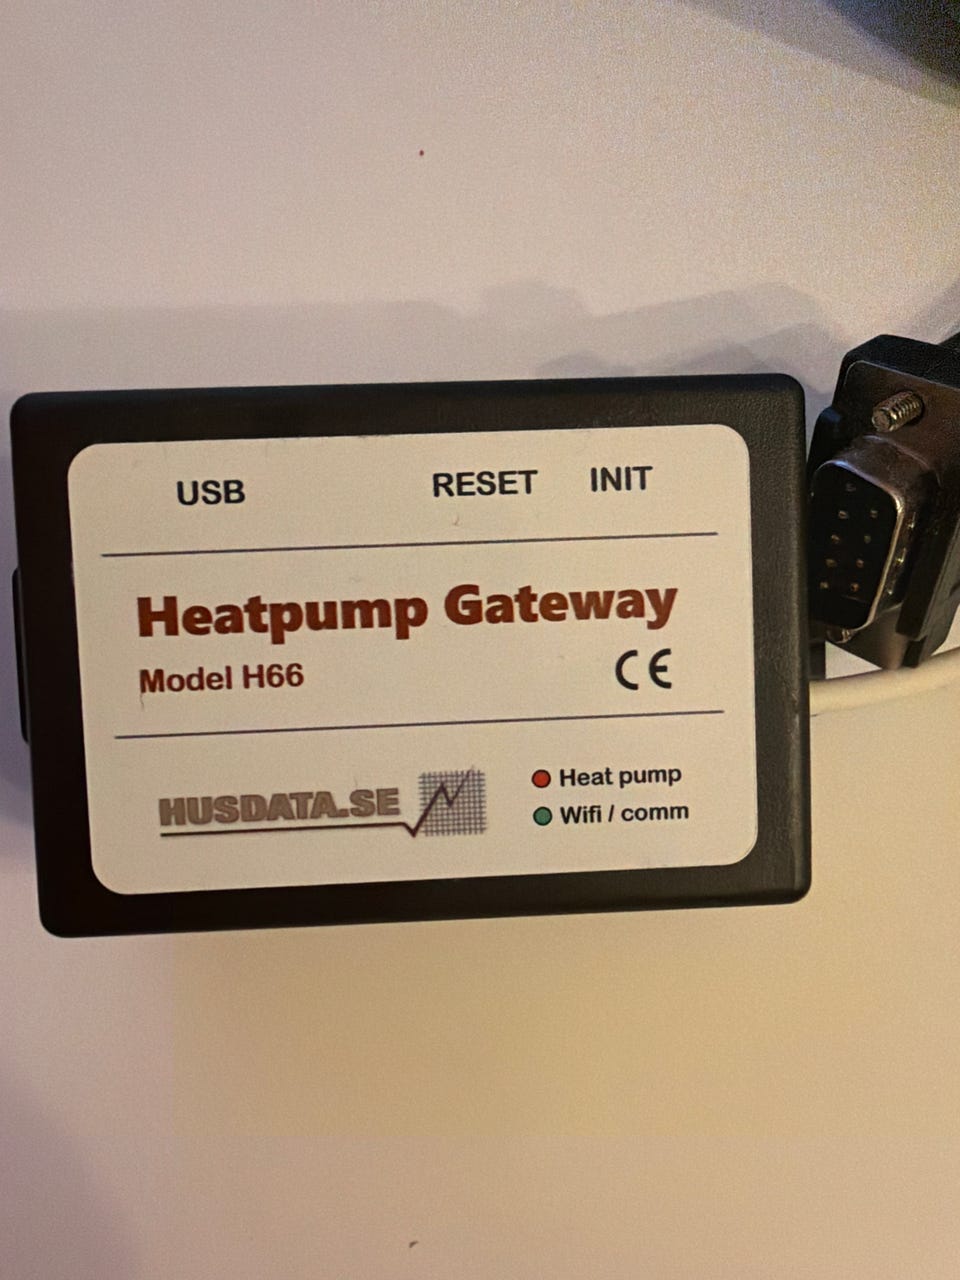 USB RESET INIT
Heatpump Gateway
Model H66 CE
HUSDATA.SE
Heat pump
Wifi / comm